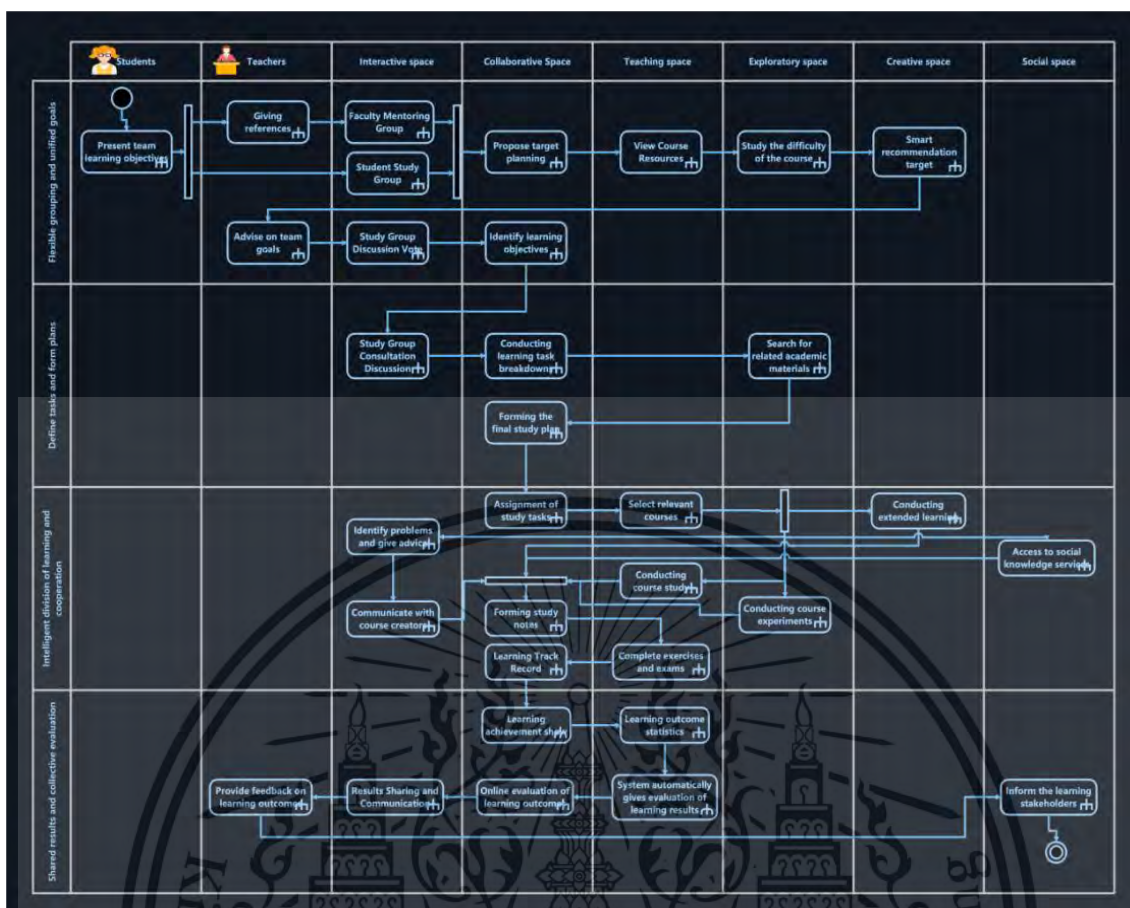 Students
Teachers
Interactive space
Collaborative Space
Teaching space
Exploratory space
Creative space
Social space
Flexible grouping and unified goals
Present team
learning objectives
Giving
references
Faculty Mentoring
Group
Student Study
Group
Propose target
planning
View Course
Resources
Study the difficulty
of the course
Smart
recommendation
target
Advise on team
goals
Study Group
Discussion Vote
Identify learning
objectives
Define tasks and form plans
Study Group
Consultation
Discussion
Conducting
learning task
breakdown
Search for
related academic
materials
Forming the
final study plan
Intelligent division of learning and
cooperation
Assignment of
study tasks
Select relevant
courses
Conducting
extended learning
Identify problems
and give advice
Access to social
knowledge services
Conducting
course study
Communicate with
course creators
Forming study
notes
Conducting course
experiments
Learning Track
Record
Complete exercises
and exams
Shared results and collective evaluation
Learning
achievement show
Learning outcome
statistics
Provide feedback on
learning outcomes
Results Sharing and
Communication
Online evaluation of
learning outcomes
System automatically
gives evaluation of
learning results
Inform the learning
stakeholders